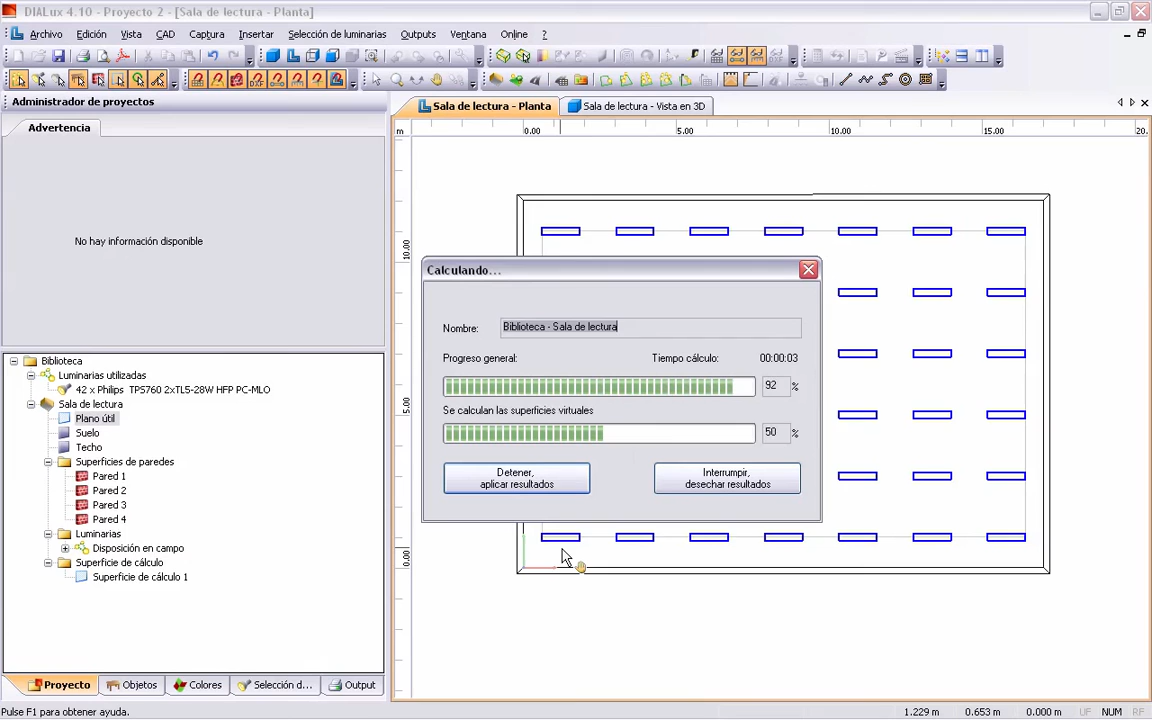 DIALux 4.10 - Proyecto 2 - [Sala de lectura - Planta]
Archivo Edición Vista CAD Captura Insertar Selección de luminarias Outputs Ventana Online ?
Administrador de proyectos
Advertencia
No hay información disponible
Biblioteca
Luminarias utilizadas
42 x Philips TPS760 2xTL5-28W HFP PC-MLO
Sala de lectura
Plano útil
Suelo
Techo
Superficies de paredes
Pared 1
Pared 2
Pared 3
Pared 4
Luminarias
Disposición en campo
Superficie de cálculo
Superficie de cálculo 1
Proyecto Objetos Colores Selección d... Output
Sala de lectura - Planta Sala de lectura - Vista en 3D
m 0.00 5.00 10.00 15.00 20.
10.00
5.00
0.00
Calculando...
Nombre: Biblioteca - Sala de lectura
Progreso general: Tiempo cálculo: 00:00:03
92 %
Se calculan las superficies virtuales
50 %
Detener,
aplicar resultados
Interrumpir,
desechar resultados
Pulse F1 para obtener ayuda. 1.229 m 0.653 m 0.000 m UF NUM RF